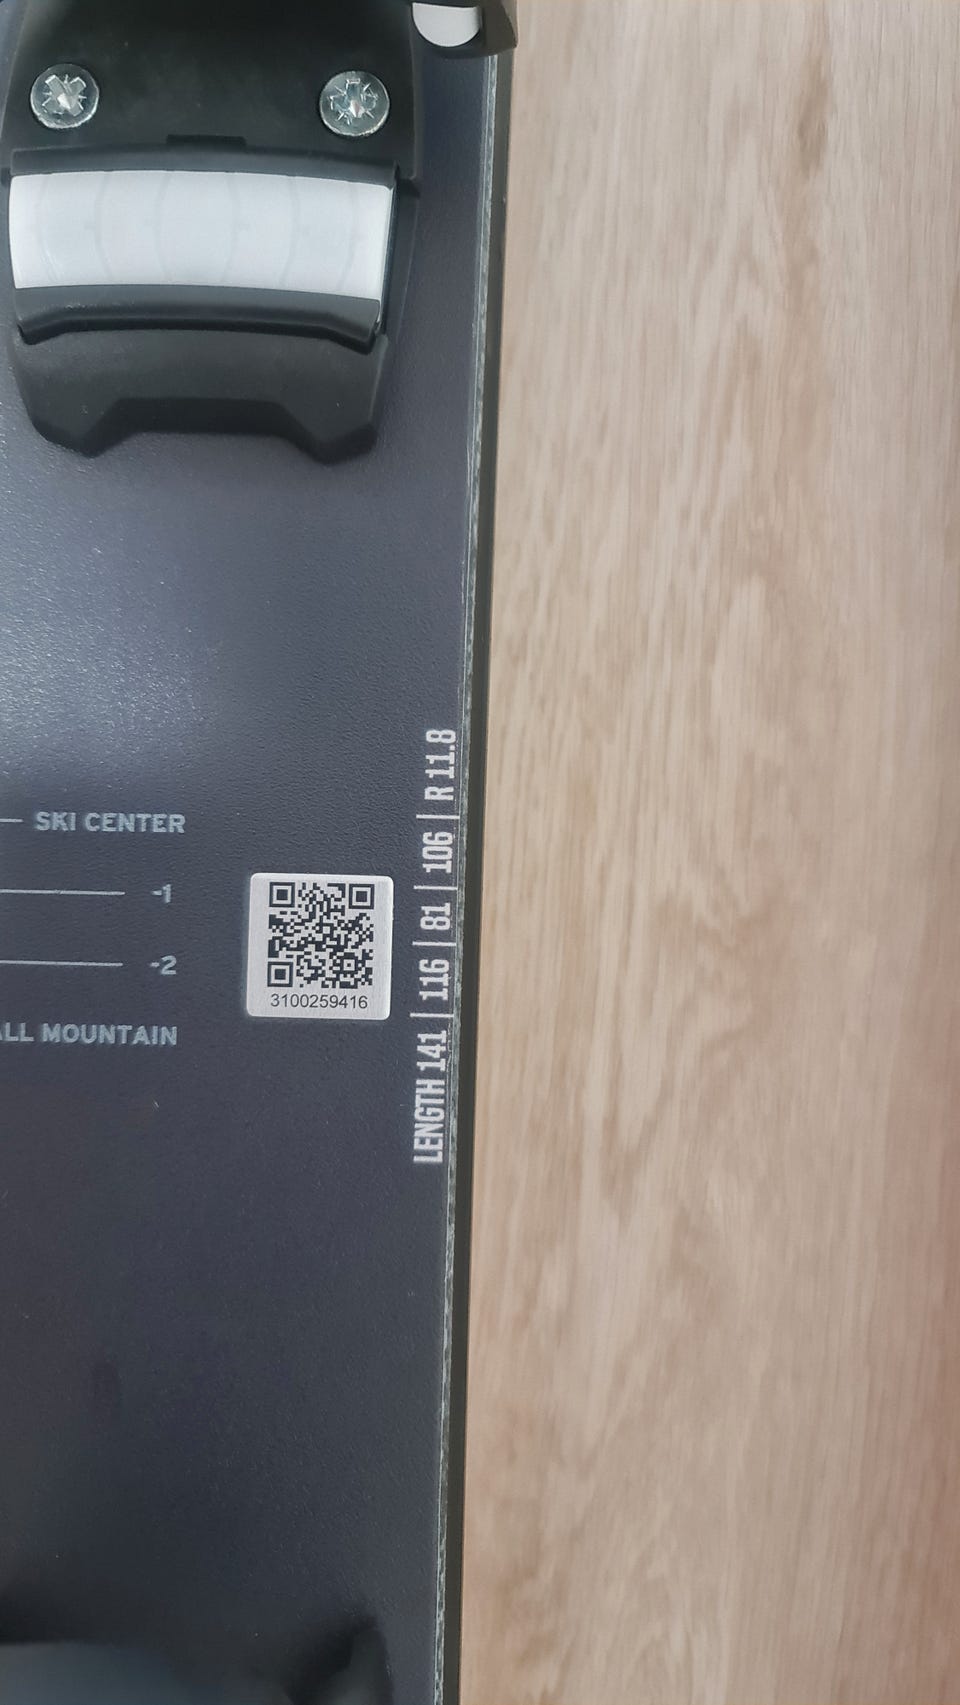 SKI CENTER
-1
-2
ALL MOUNTAIN
3100259416
LENGTH 141 | 116 | 81 | 106 | R 11.8